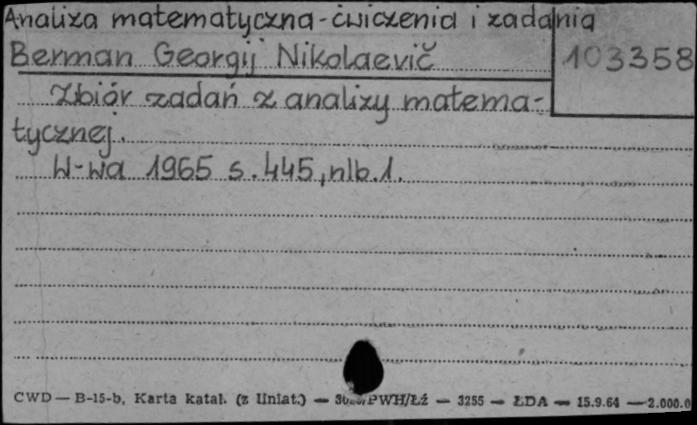 Analiza matematyczna - ćwiczenia i zadania
Berman Georgij Nikolaevič 103358
Zbiór zadań z analizy matema-
tycznej.
W-wa 1965 s. 445, nlb. 1.
CWD — B-15-b, Karta katal. (z Uniat.) — PWH/Łź — 3255 — ŁDA — 15.9.64 — 2.000.0